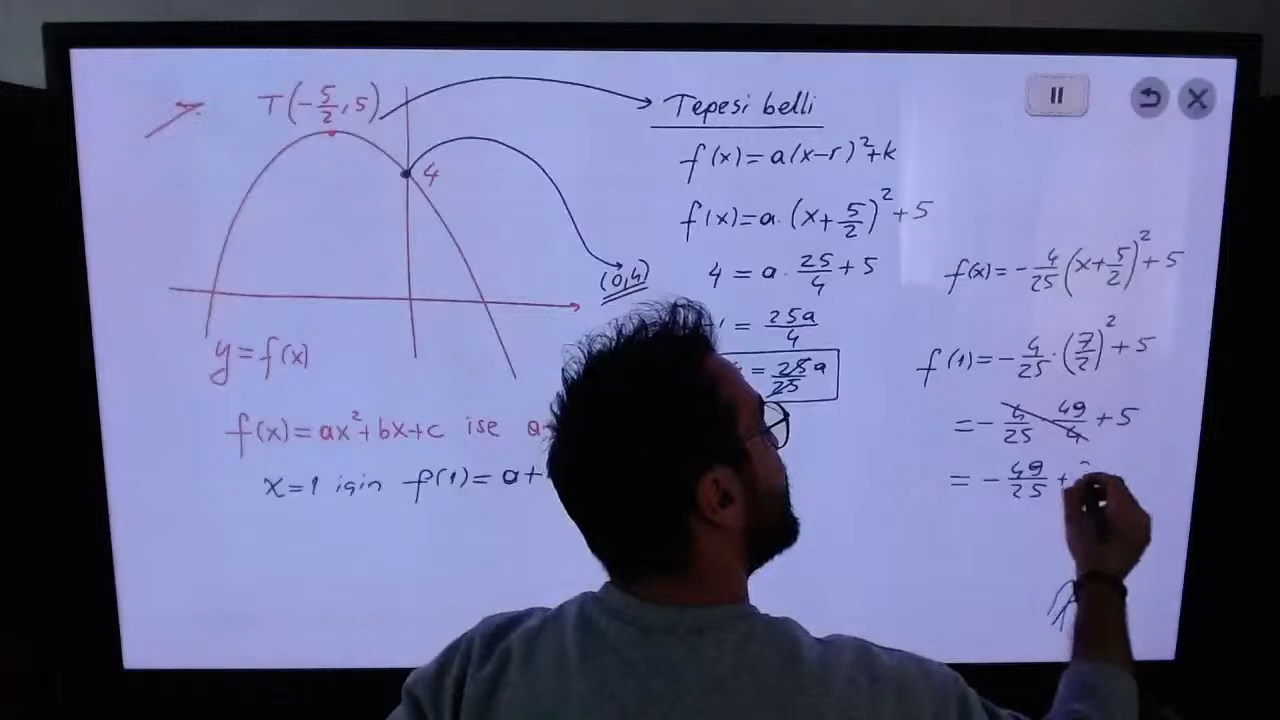 T(-5/2, 5)
4
(0,4)
y=f(x)
f(x)=ax²+bx+c ise a
x=1 için f(1)= a+
Tepesi belli
f(x)=a(x-r)²+k
f(x)=a.(x+5/2)²+5
4 = a . 25/4 +5
= 25a/4
= 25a/25
f(x)= -4/25(x+5/2)²+5
f(1)= -4/25.(7/2)²+5
= -4/25 49/4 +5
= -49/25 +